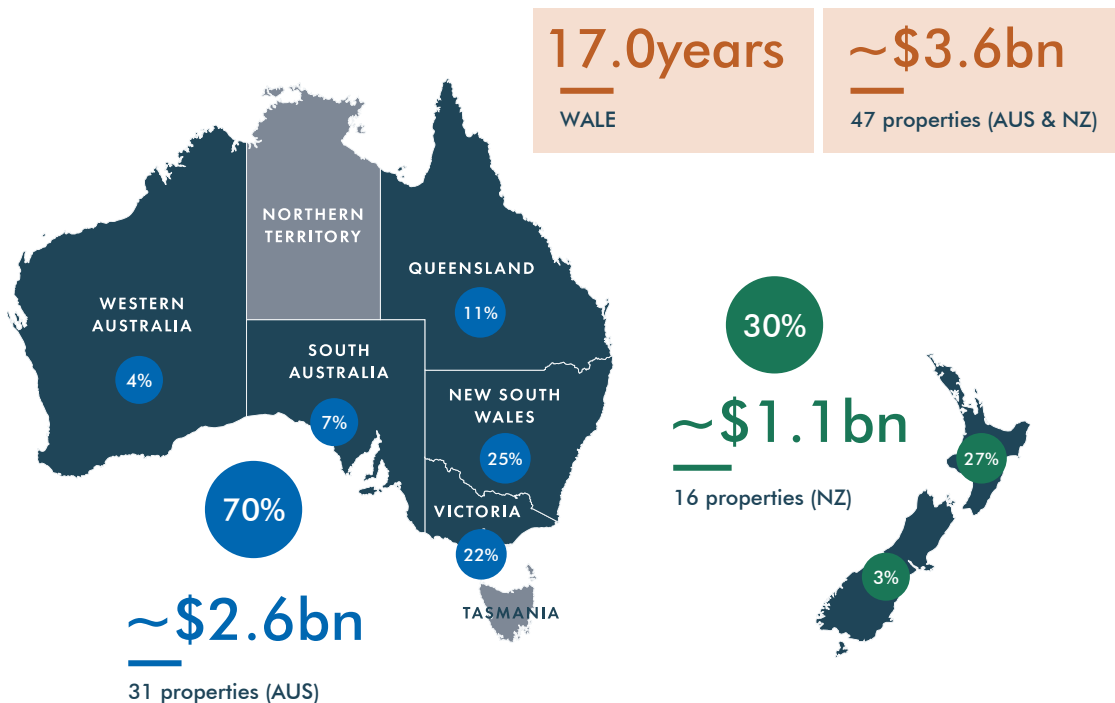 17.0years
WALE
~$3.6bn
47 properties (AUS & NZ)
NORTHERN
TERRITORY
QUEENSLAND
11%
WESTERN
AUSTRALIA
4%
SOUTH
AUSTRALIA
7%
NEW SOUTH
WALES
25%
VICTORIA
22%
TASMANIA
70%
~$2.6bn
31 properties (AUS)
30%
~$1.1bn
16 properties (NZ)
27%
3%